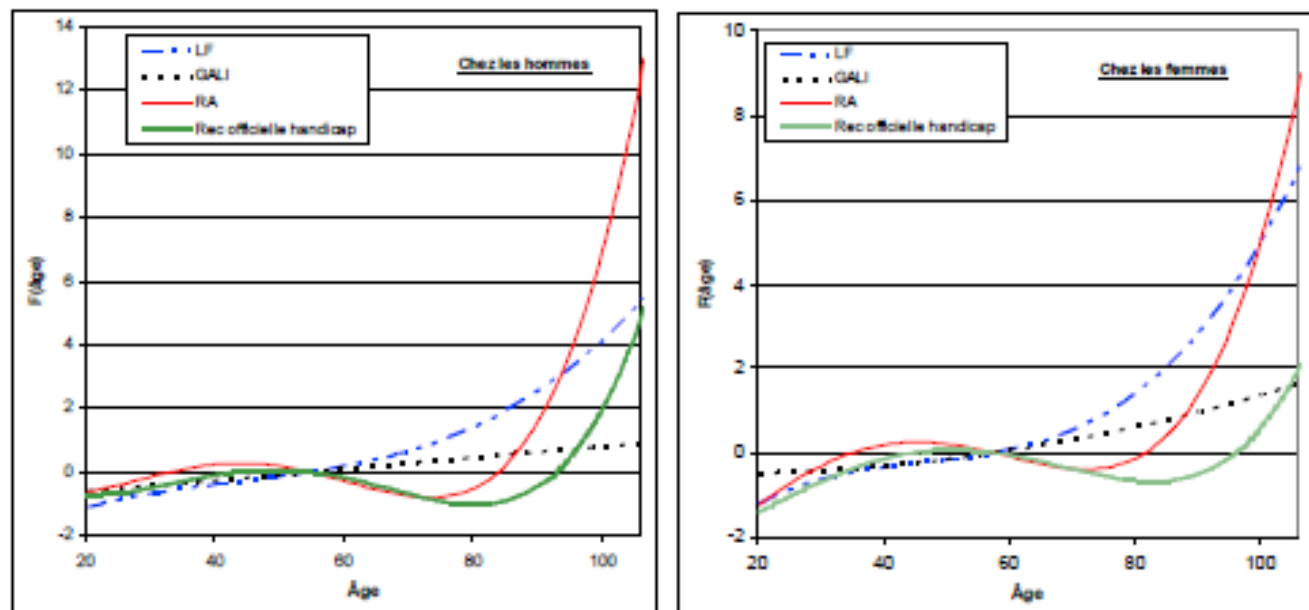 14
12
10
8
6
4
2
0
-2
F(âge)
LF
GALI
RA
Rec officielle handicap
Chez les hommes
20 40 60 80 100
Âge
10
8
6
4
2
0
-2
F(âge)
LF
GALI
RA
Rec officielle handicap
Chez les femmes
20 40 60 80 100
Âge